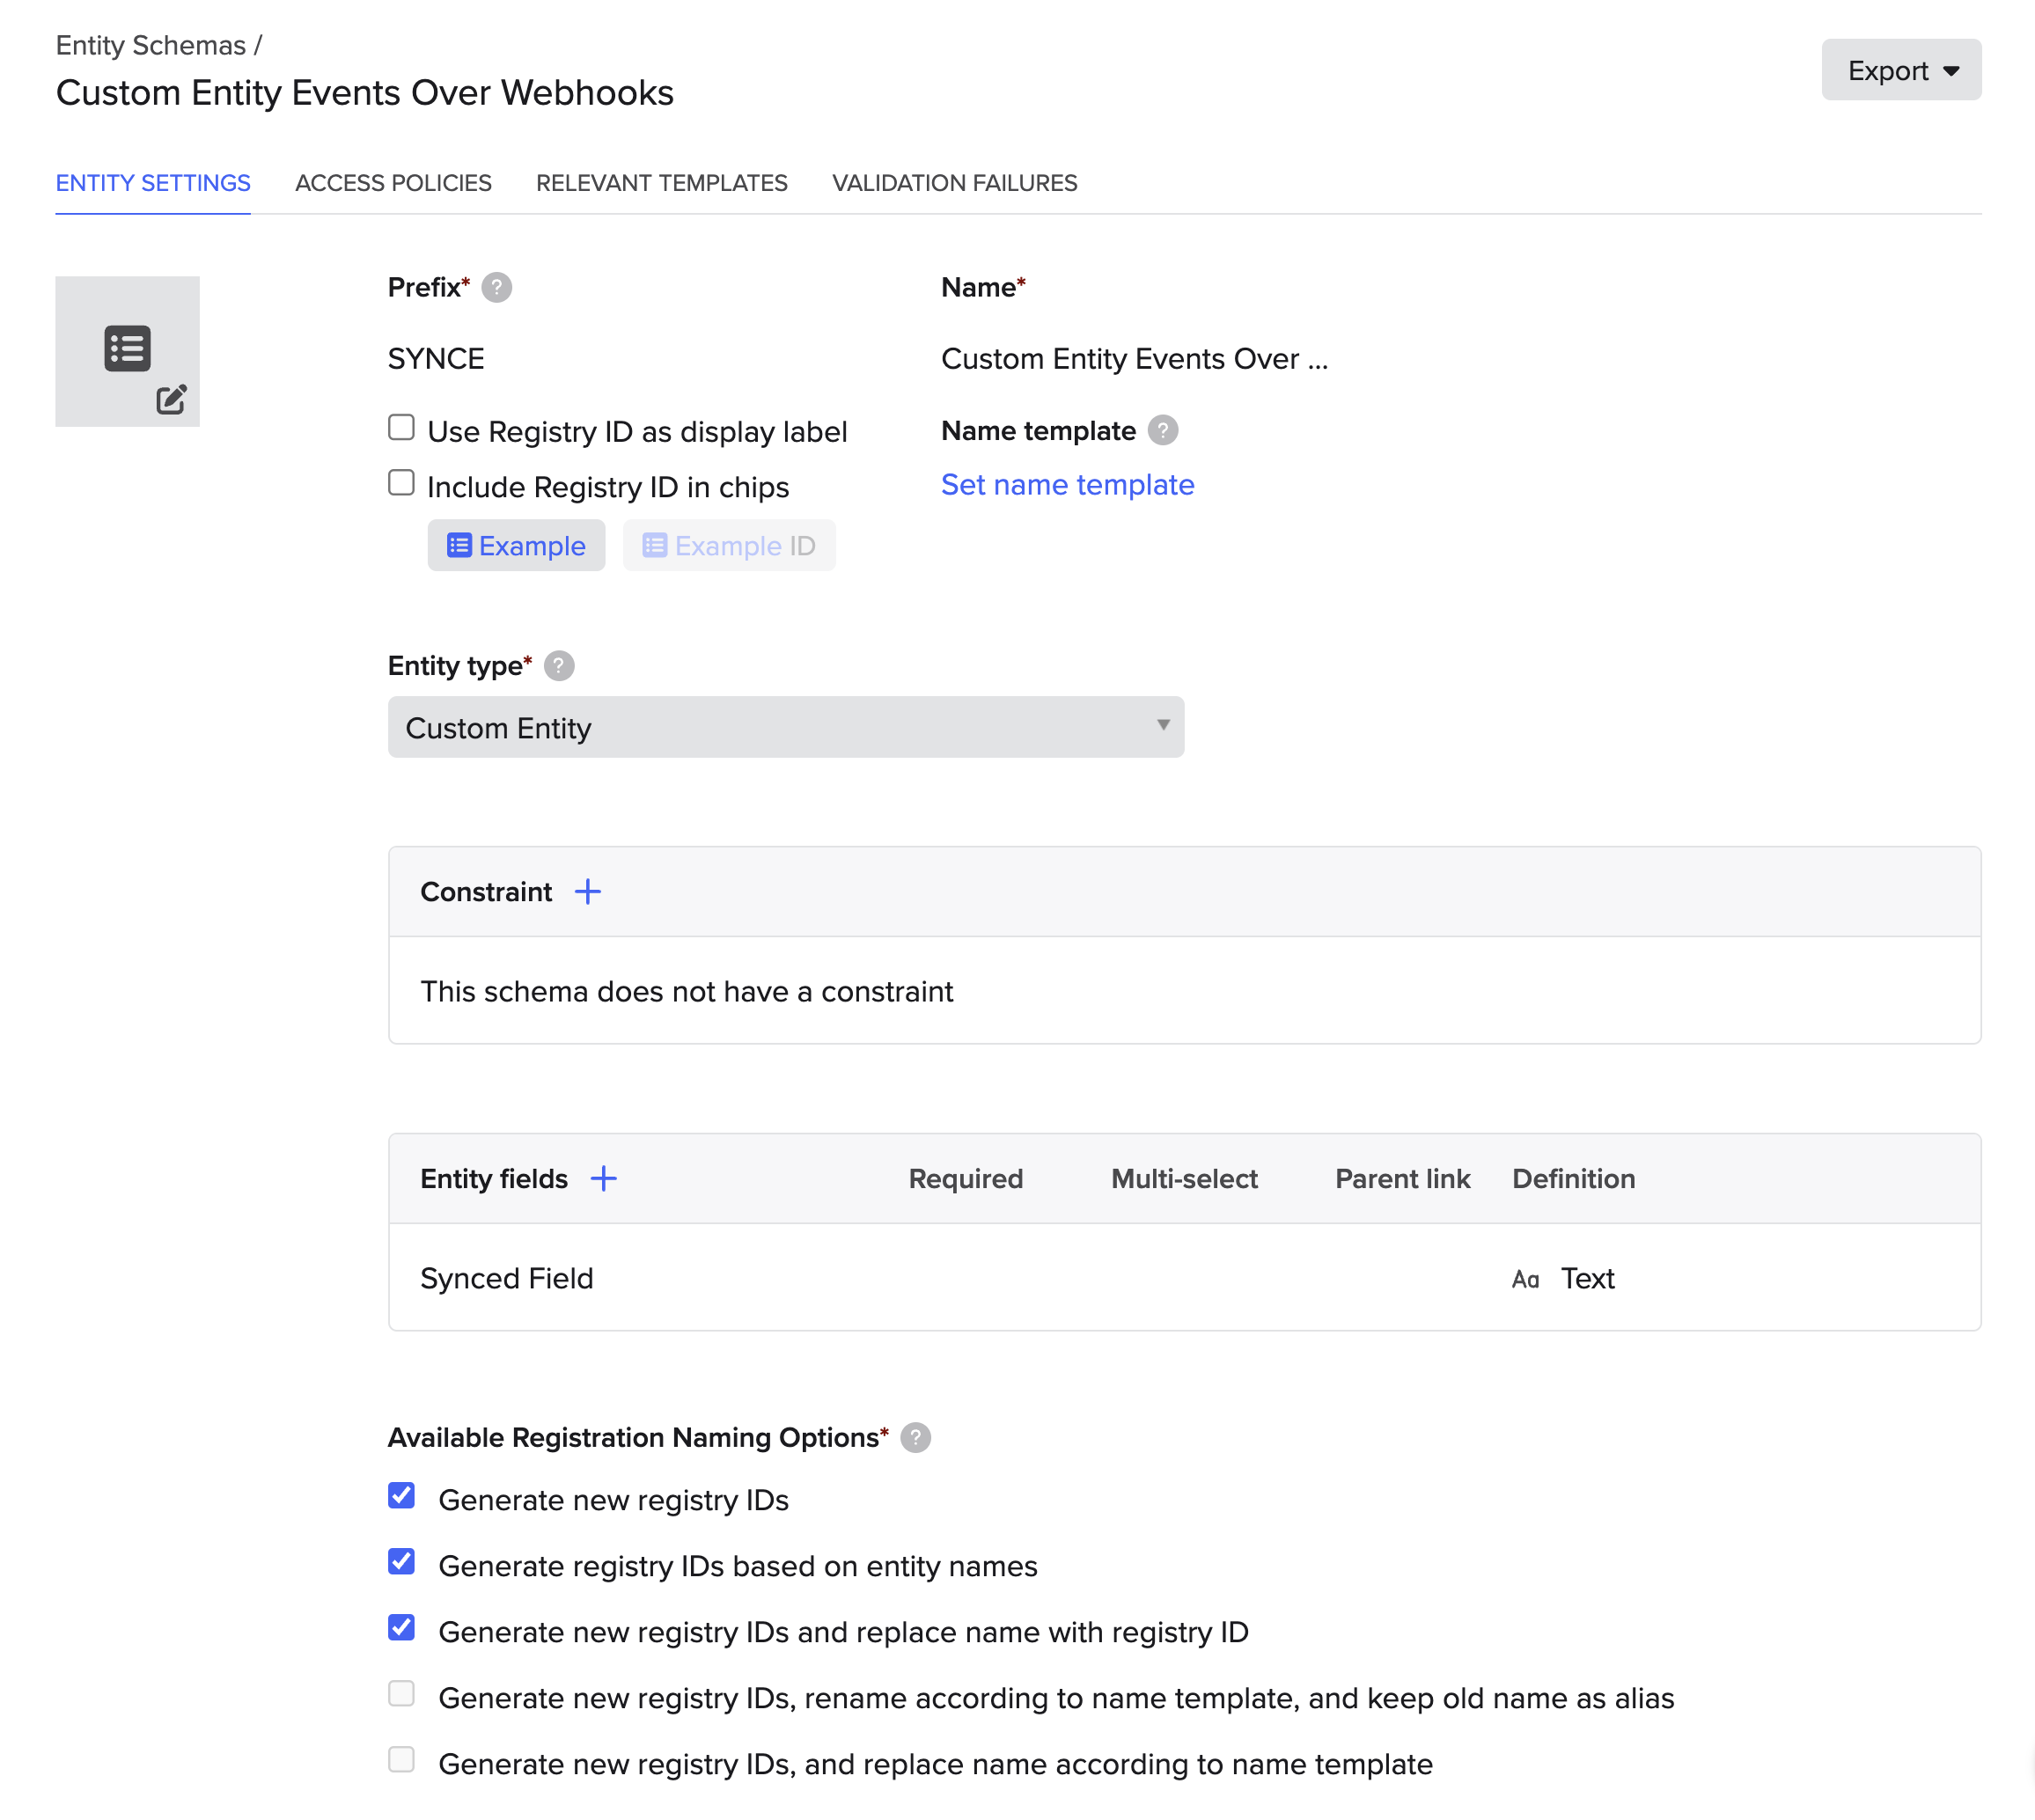 Entity Schemas /
Custom Entity Events Over Webhooks
Export
ENTITY SETTINGS ACCESS POLICIES RELEVANT TEMPLATES VALIDATION FAILURES
Prefix* ? Name*
SYNCE Custom Entity Events Over ...
Use Registry ID as display label Name template ?
Include Registry ID in chips Set name template
Example Example ID
Entity type* ?
Custom Entity
Constraint +
This schema does not have a constraint
Entity fields + Required Multi-select Parent link Definition
Synced Field Aa Text
Available Registration Naming Options* ?
Generate new registry IDs
Generate registry IDs based on entity names
Generate new registry IDs and replace name with registry ID
Generate new registry IDs, rename according to name template, and keep old name as alias
Generate new registry IDs, and replace name according to name template